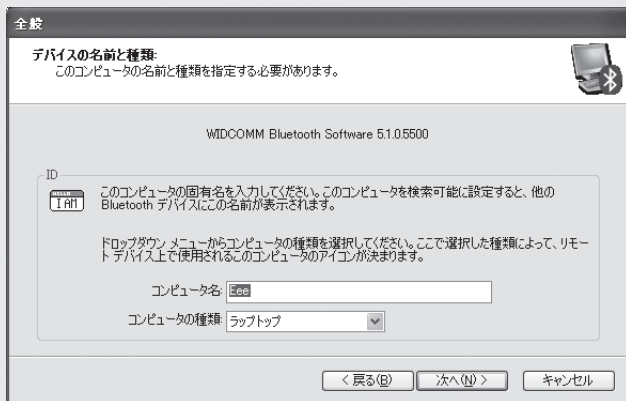 全般
デバイスの名前と種類:
このコンピュータの名前と種類を指定する必要があります。
WIDCOMM Bluetooth Software 5.1.0.5500
ID
I AM
このコンピュータの固有名を入力してください。このコンピュータを検索可能に設定すると、他の
Bluetooth デバイスにこの名前が表示されます。
ドロップダウン メニューからコンピュータの種類を選択してください。ここで選択した種類によって、リモー
ト デバイス上で使用されるこのコンピュータのアイコンが決まります。
コンピュータ名: Eee
コンピュータの種類: ラップトップ
< 戻る(B) 次へ(N) > キャンセル